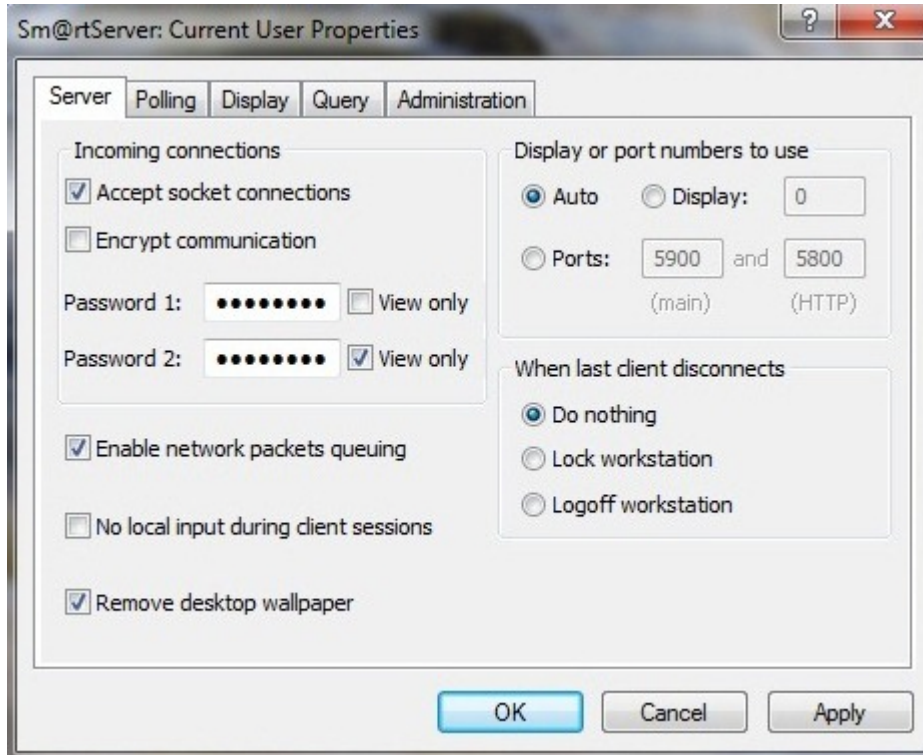 Sm@rtServer: Current User Properties
? X
Server Polling Display Query Administration
Incoming connections
Accept socket connections
Encrypt communication
Password 1: ●●●●●●●● View only
Password 2: ●●●●●●●● View only
Enable network packets queuing
No local input during client sessions
Remove desktop wallpaper
Display or port numbers to use
Auto Display: 0
Ports: 5900 and 5800
(main) (HTTP)
When last client disconnects
Do nothing
Lock workstation
Logoff workstation
OK Cancel Apply